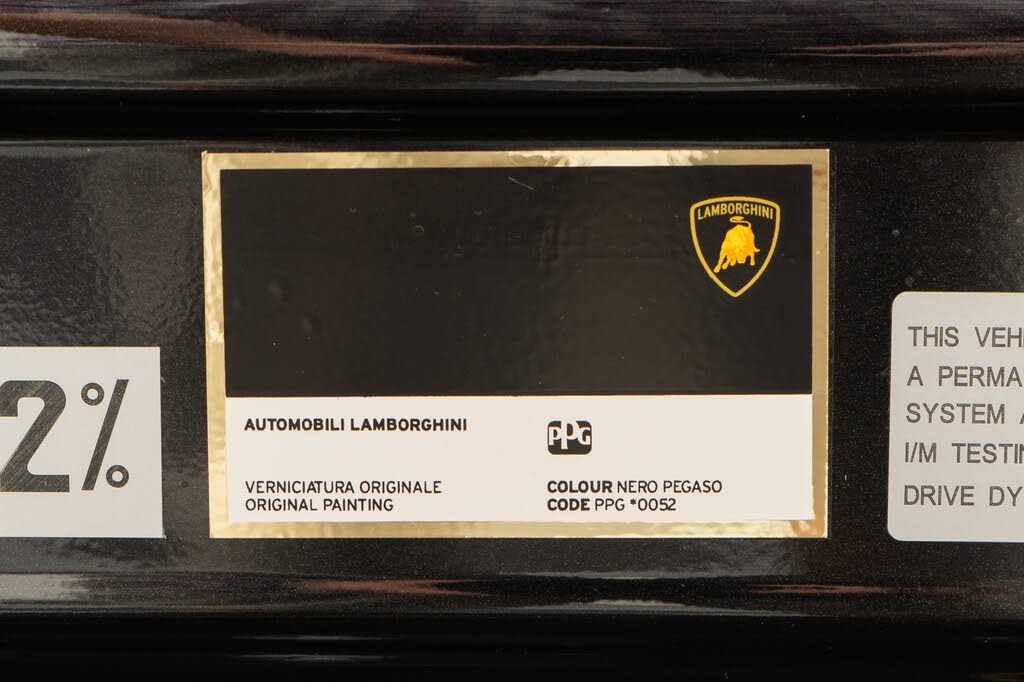 LAMBORGHINI
2%
AUTOMOBILI LAMBORGHINI
PPG
VERNICIATURA ORIGINALE
ORIGINAL PAINTING
COLOUR NERO PEGASO
CODE PPG *0052
THIS VEH
A PERMA
SYSTEM A
I/M TESTIN
DRIVE DY